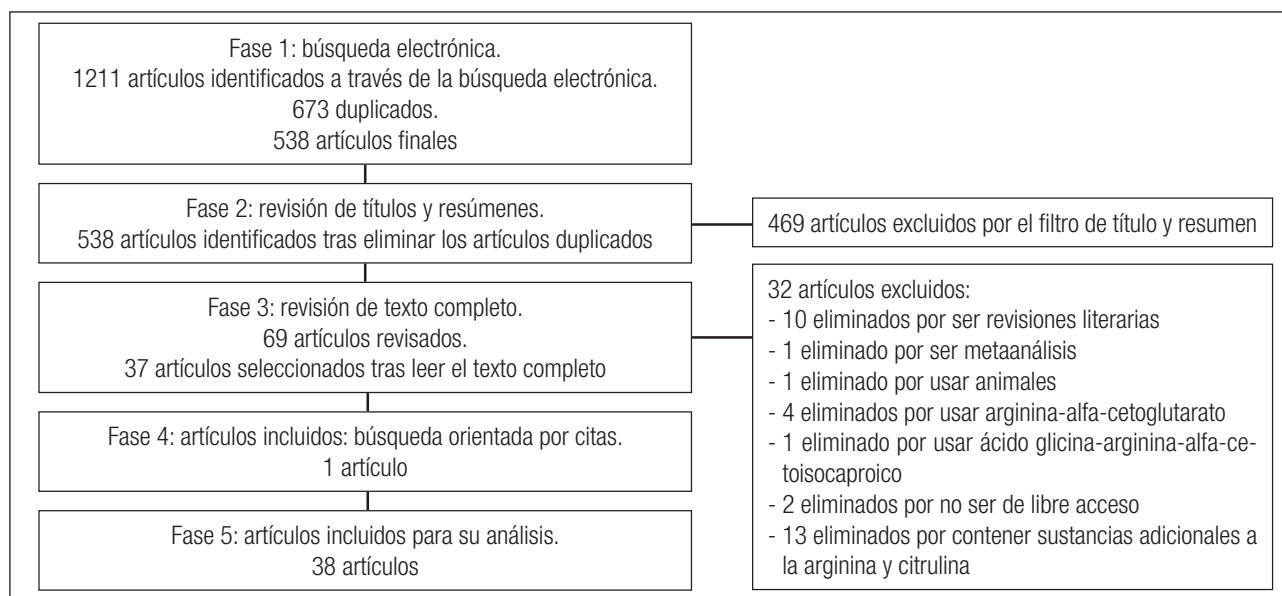 Fase 1: búsqueda electrónica.
1211 artículos identificados a través de la búsqueda electrónica.
673 duplicados.
538 artículos finales
Fase 2: revisión de títulos y resúmenes.
538 artículos identificados tras eliminar los artículos duplicados
469 artículos excluidos por el filtro de título y resumen
Fase 3: revisión de texto completo.
69 artículos revisados.
37 artículos seleccionados tras leer el texto completo
32 artículos excluidos:
- 10 eliminados por ser revisiones literarias
- 1 eliminado por ser metaanálisis
- 1 eliminado por usar animales
- 4 eliminados por usar arginina-alfa-cetoglutarato
- 1 eliminado por usar ácido glicina-arginina-alfa-ce-
toisocaproico
- 2 eliminados por no ser de libre acceso
- 13 eliminados por contener sustancias adicionales a
la arginina y citrulina
Fase 4: artículos incluidos: búsqueda orientada por citas.
1 artículo
Fase 5: artículos incluidos para su análisis.
38 artículos